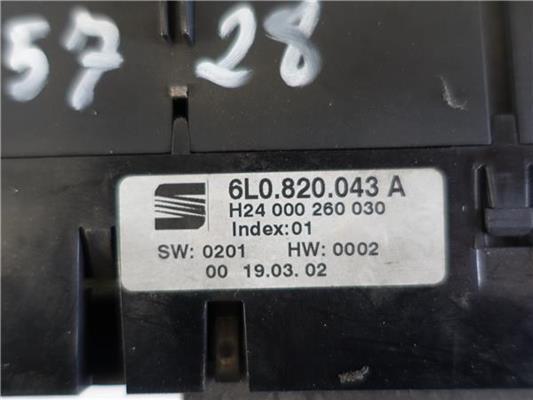 57 28
6L0.820.043 A
H24 000 260 030
Index:01
SW: 0201 HW: 0002
00 19.03.02